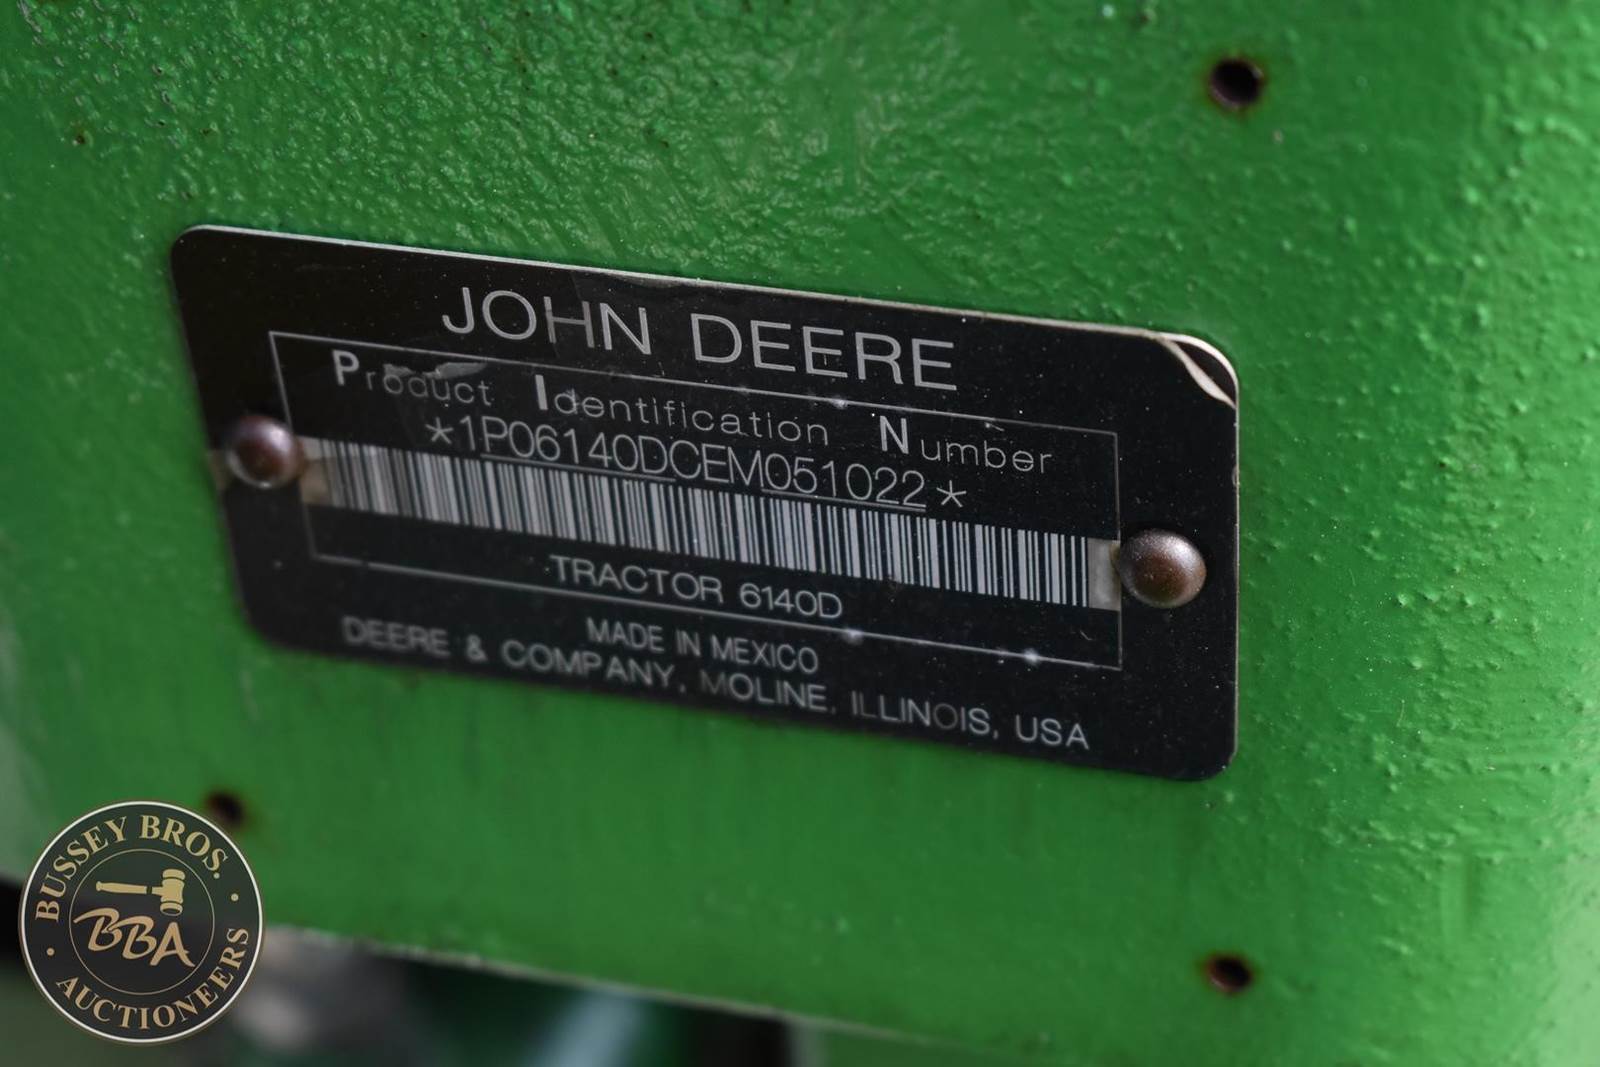 JOHN DEERE
Product Identification Number
*1P06140DCEM051022*
TRACTOR 6140D
MADE IN MEXICO
DEERE & COMPANY, MOLINE, ILLINOIS, USA
BUSSEY BROS.
BBA
AUCTIONEERS